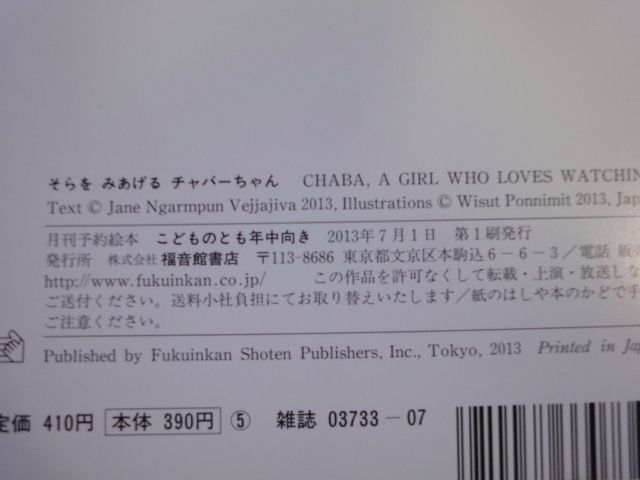 そらを みあげる チャバーちゃん CHABA, A GIRL WHO LOVES WATCHIN
Text © Jane Ngarmpun Vejjajiva 2013, Illustrations © Wisut Ponnimit 2013, Jap
月刊予約絵本 こどものとも年中向き 2013年7月1日 第1刷発行
発行所 株式会社 福音館書店 〒113-8686 東京都文京区本駒込6-6-3／電話 販売
http://www.fukuinkan.co.jp/ この作品を許可なくして転載・上演・放送しな
ご送付ください。送料小社負担にてお取り替えいたします／紙のはしや本のかどで手
ご注意ください。
Published by Fukuinkan Shoten Publishers, Inc., Tokyo, 2013 Printed in Jap
定価 410円 本体 390円 ⑤ 雑誌 03733-07